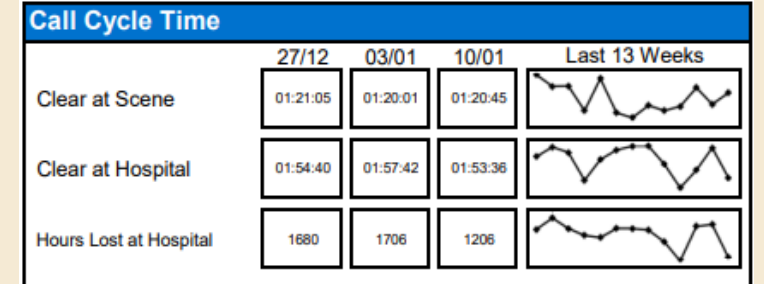 Call Cycle Time
27/12 03/01 10/01 Last 13 Weeks
Clear at Scene 01:21:05 01:20:01 01:20:45
Clear at Hospital 01:54:40 01:57:42 01:53:36
Hours Lost at Hospital 1680 1706 1206